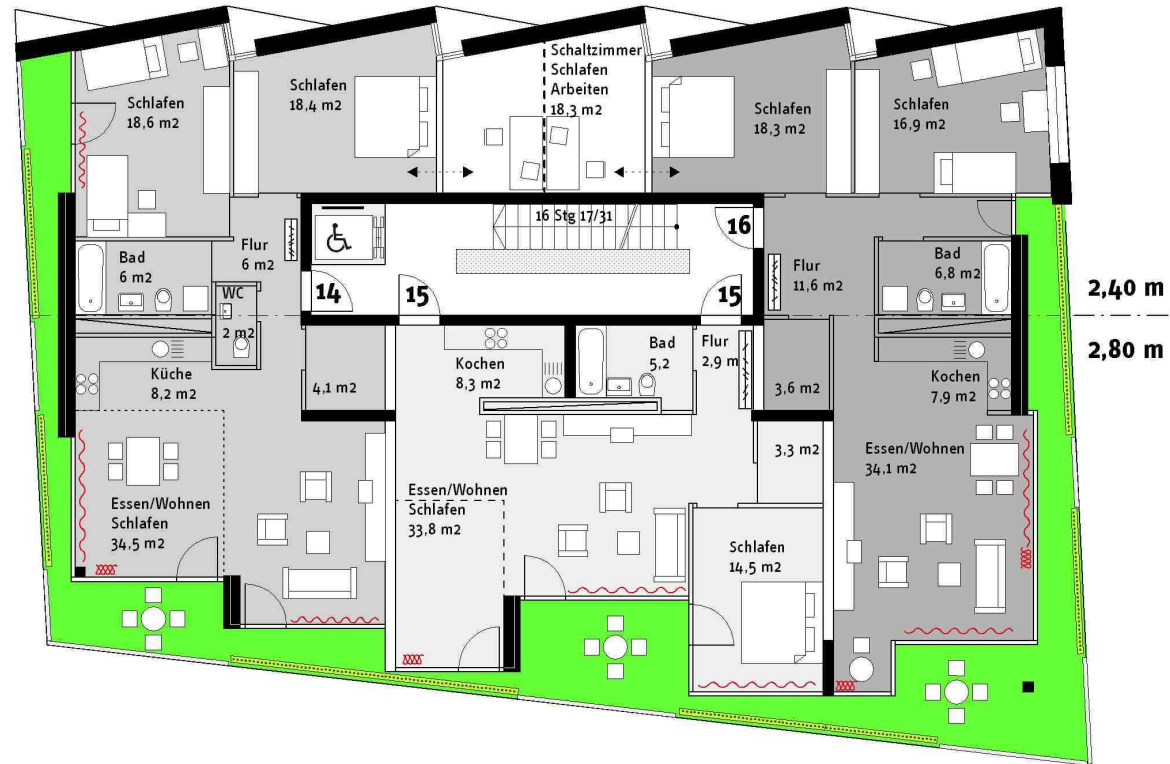 Schlafen
18,6 m2
Schlafen
18,4 m2
Schaltzimmer
Schlafen
Arbeiten
18,3 m2
Schlafen
18,3 m2
Schlafen
16,9 m2
16 Stg 17/31
16
14
15
15
Bad
6 m2
Flur
6 m2
WC
2 m2
Flur
11,6 m2
Bad
6,8 m2
2,40 m
2,80 m
Küche
8,2 m2
4,1 m2
Kochen
8,3 m2
Bad
5,2
Flur
2,9 m
3,6 m2
Kochen
7,9 m2
Essen/Wohnen
Schlafen
34,5 m2
Essen/Wohnen
Schlafen
33,8 m2
3,3 m2
Essen/Wohnen
34,1 m2
Schlafen
14,5 m2